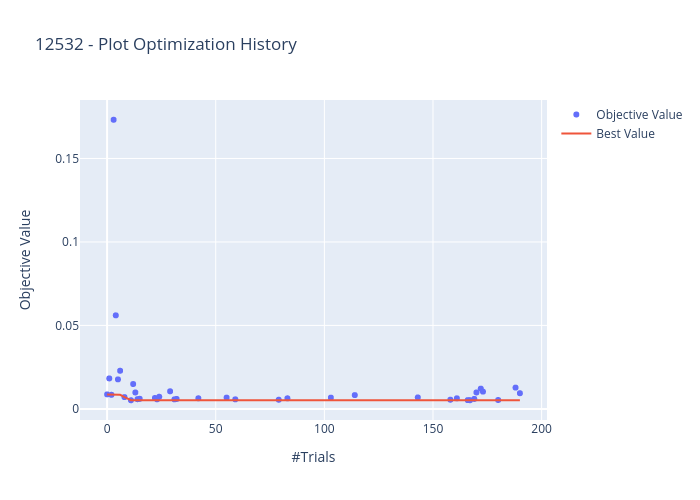 12532 - Plot Optimization History
Objective Value
Best Value
0.15
0.1
0.05
0
Objective Value
0
50
100
150
200
#Trials